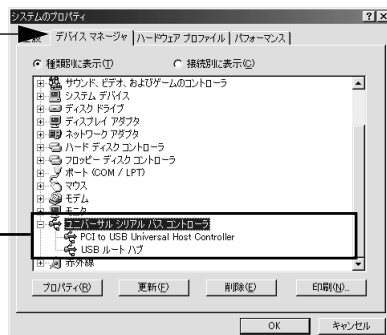 システムのプロパティ
全般 デバイス マネージャ ハードウェア プロファイル パフォーマンス
種類別に表示(T) 接続別に表示(C)
サウンド、ビデオ、およびゲームのコントローラ
システム デバイス
ディスク ドライブ
ディスプレイ アダプタ
ネットワーク アダプタ
ハード ディスク コントローラ
フロッピー ディスク コントローラ
ポート (COM / LPT)
マウス
モデム
モニタ
ユニバーサル シリアル バス コントローラ
PCI to USB Universal Host Controller
USB ルート ハブ
赤外線
プロパティ(R) 更新(F) 削除(E) 印刷(N)...
OK キャンセル